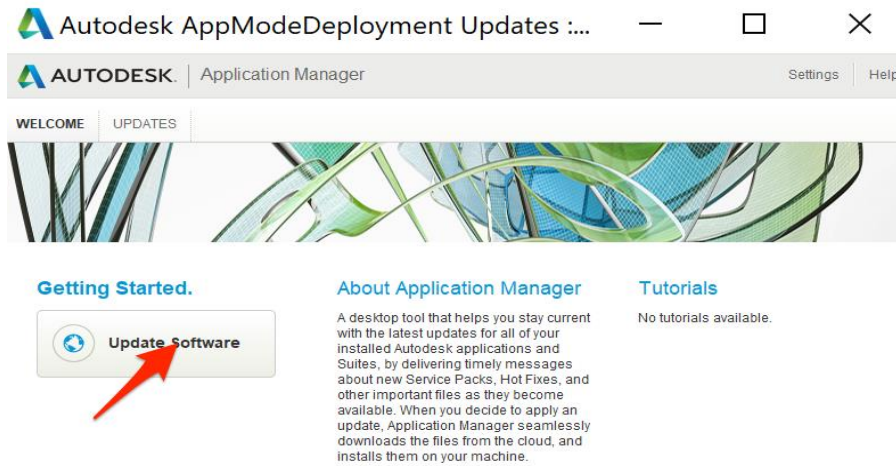 Autodesk AppModeDeployment Updates :...
AUTODESK. Application Manager
Settings
Help
WELCOME
UPDATES
Getting Started.
Update Software
About Application Manager
A desktop tool that helps you stay current
with the latest updates for all of your
installed Autodesk applications and
Suites, by delivering timely messages
about new Service Packs, Hot Fixes, and
other important files as they become
available. When you decide to apply an
update, Application Manager seamlessly
downloads the files from the cloud, and
installs them on your machine.
Tutorials
No tutorials available.